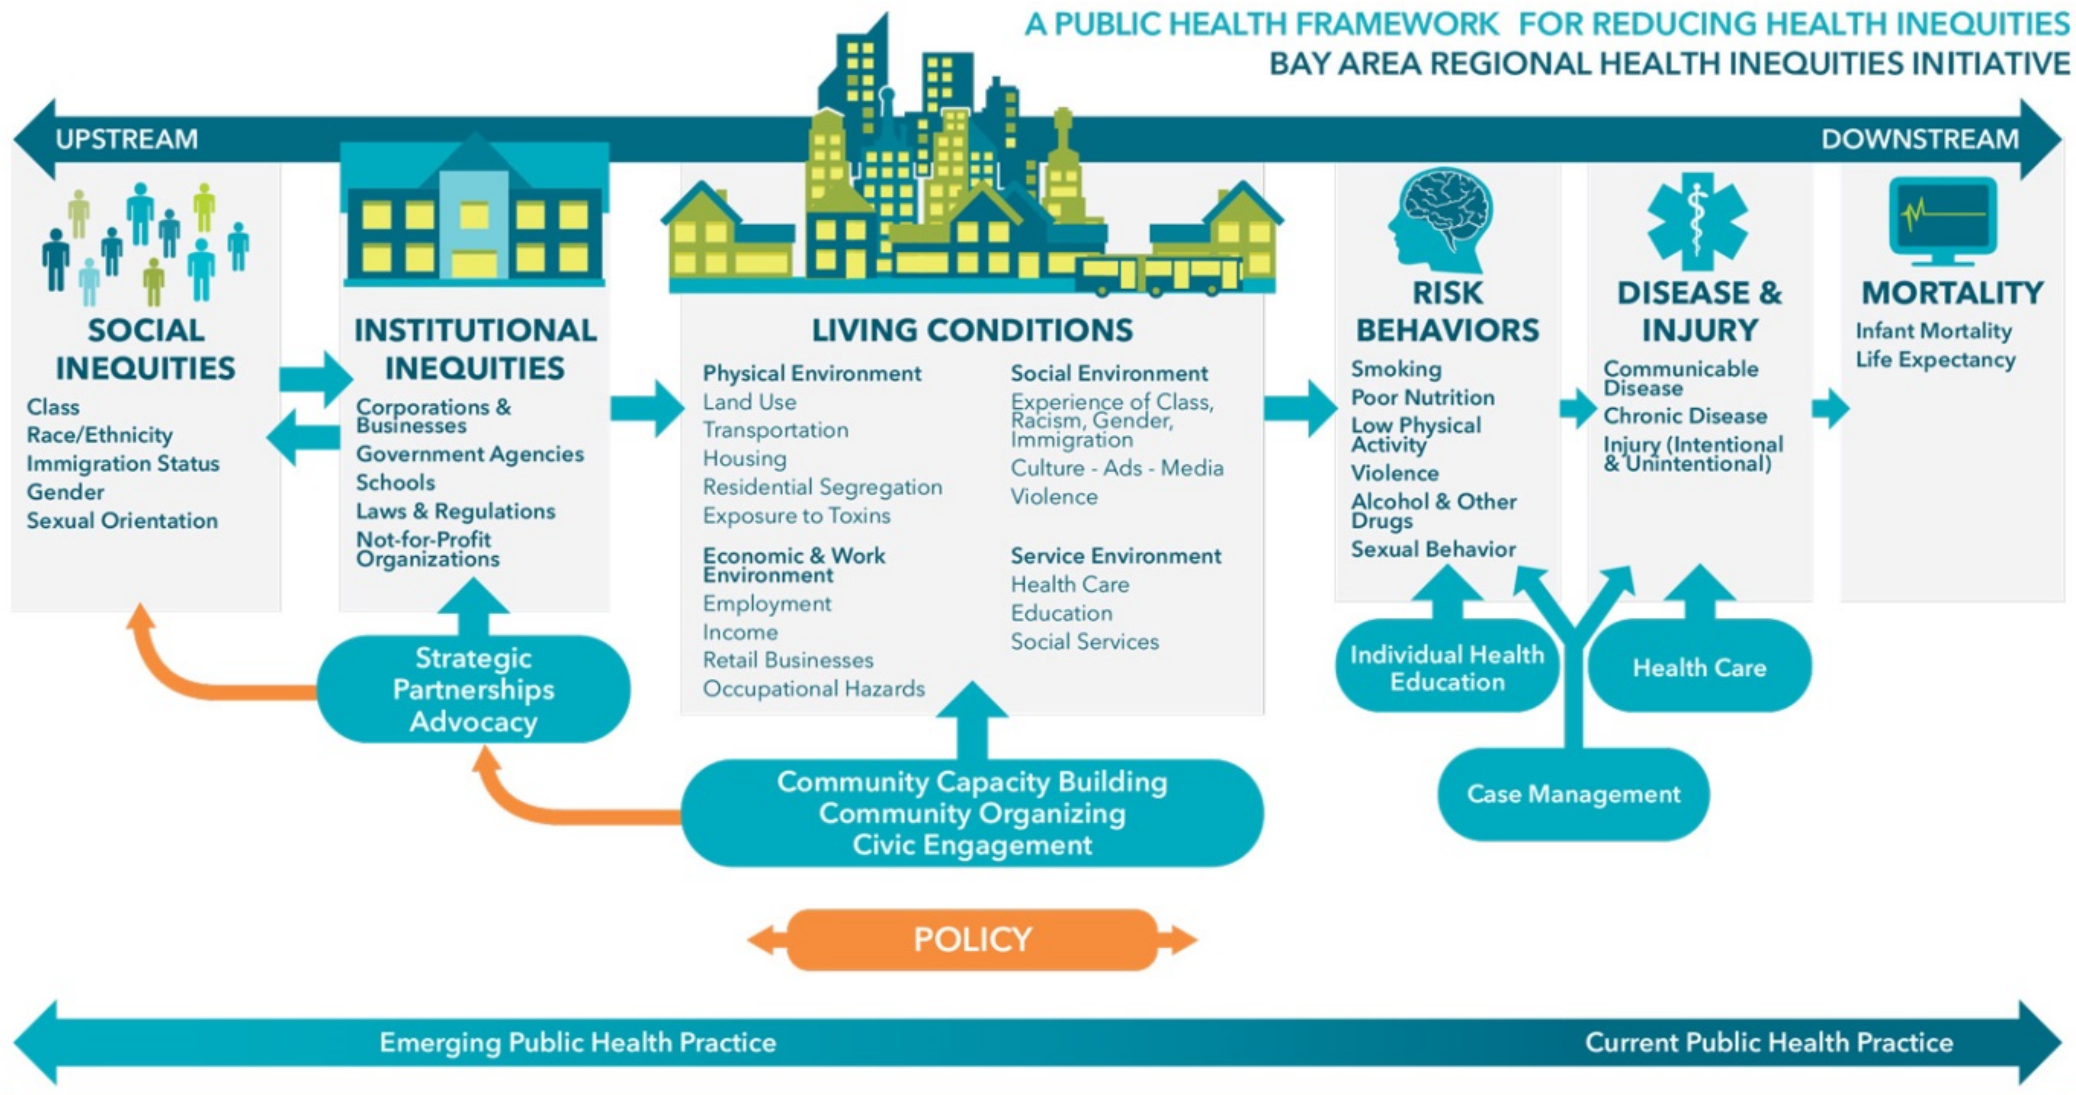 A PUBLIC HEALTH FRAMEWORK FOR REDUCING HEALTH INEQUITIES
BAY AREA REGIONAL HEALTH INEQUITIES INITIATIVE
UPSTREAM
DOWNSTREAM
SOCIAL
INEQUITIES
Class
Race/Ethnicity
Immigration Status
Gender
Sexual Orientation
INSTITUTIONAL
INEQUITIES
Corporations &
Businesses
Government Agencies
Schools
Laws & Regulations
Not-for-Profit
Organizations
LIVING CONDITIONS
Physical Environment
Land Use
Transportation
Housing
Residential Segregation
Exposure to Toxins
Economic & Work
Environment
Employment
Income
Retail Businesses
Occupational Hazards
Social Environment
Experience of Class,
Racism, Gender,
Immigration
Culture - Ads - Media
Violence
Service Environment
Health Care
Education
Social Services
RISK
BEHAVIORS
Smoking
Poor Nutrition
Low Physical
Activity
Violence
Alcohol & Other
Drugs
Sexual Behavior
DISEASE &
INJURY
Communicable
Disease
Chronic Disease
Injury (Intentional
& Unintentional)
MORTALITY
Infant Mortality
Life Expectancy
Strategic
Partnerships
Advocacy
Community Capacity Building
Community Organizing
Civic Engagement
Individual Health
Education
Health Care
Case Management
POLICY
Emerging Public Health Practice
Current Public Health Practice